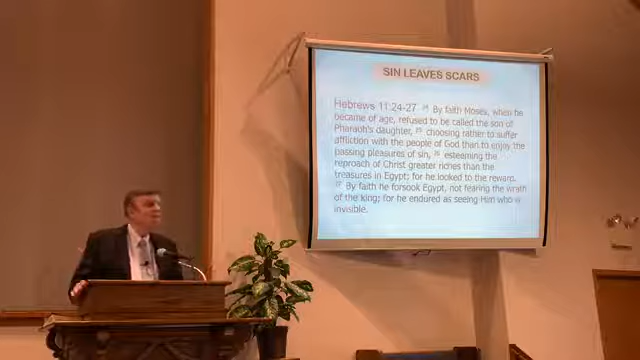 SIN LEAVES SCARS
Hebrews 11:24-27 24 By faith Moses, when he
became of age, refused to be called the son of
Pharaoh's daughter, 25 choosing rather to suffer
affliction with the people of God than to enjoy the
passing pleasures of sin, 26 esteeming the
reproach of Christ greater riches than the
treasures in Egypt; for he looked to the reward.
27 By faith he forsook Egypt, not fearing the wrath
of the king; for he endured as seeing Him who is
invisible.